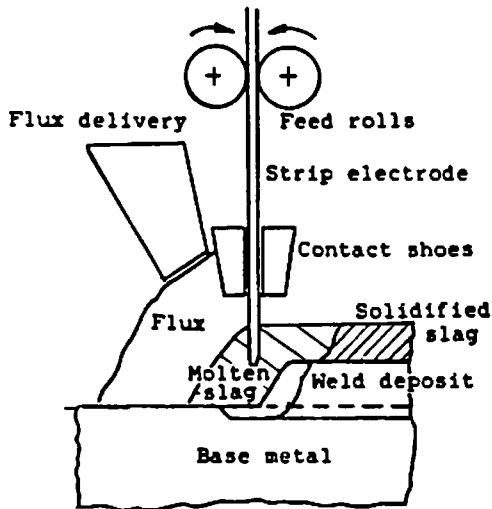 Flux delivery
Feed rolls
Strip electrode
Contact shoes
Solidified
slag
Flux
Molten
slag
Weld deposit
Base metal